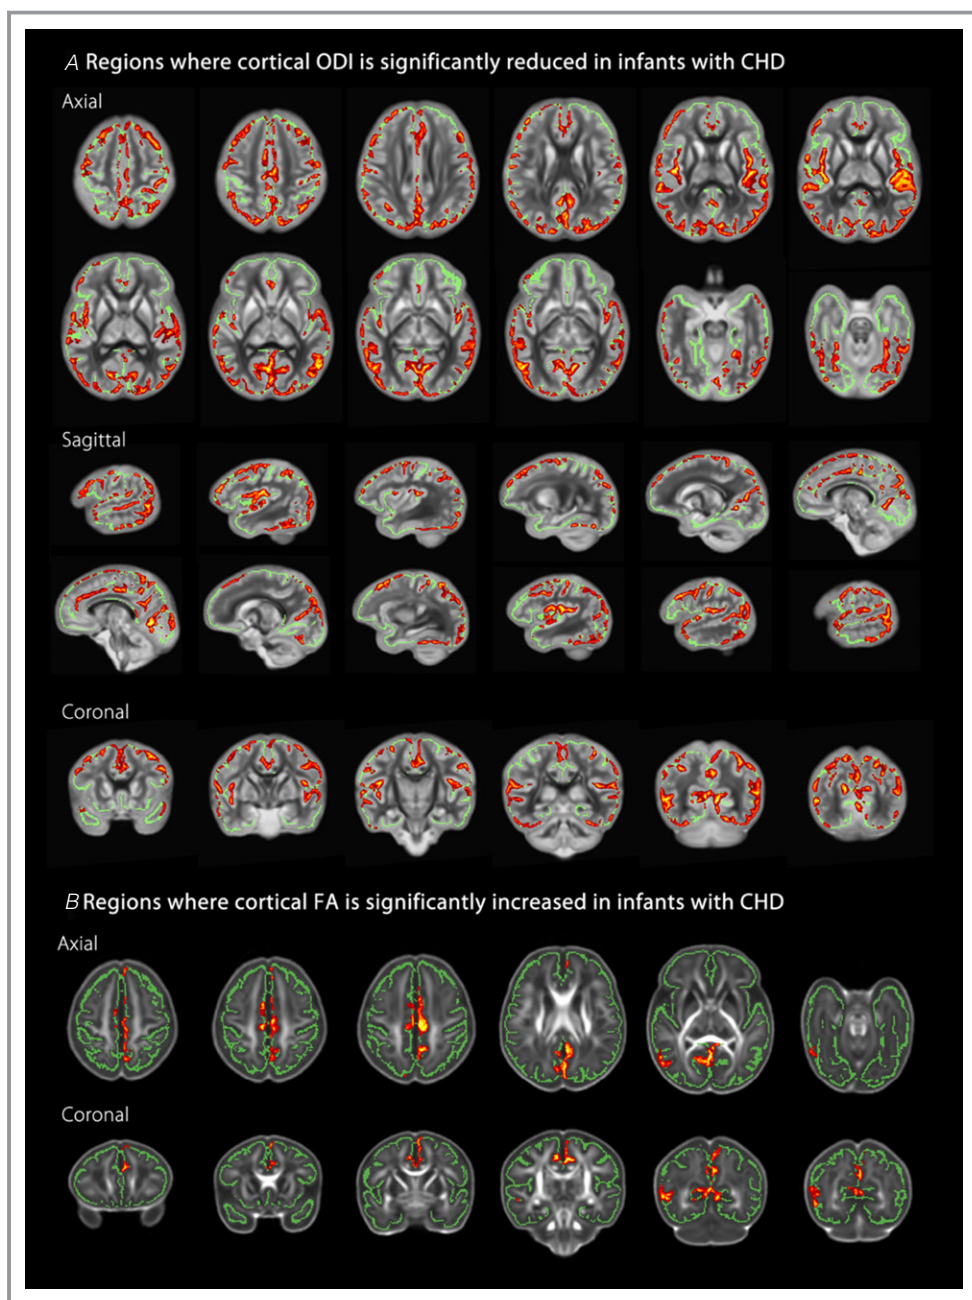 A Regions where cortical ODI is significantly reduced in infants with CHD
Axial
Sagittal
Coronal
B Regions where cortical FA is significantly increased in infants with CHD
Axial
Coronal